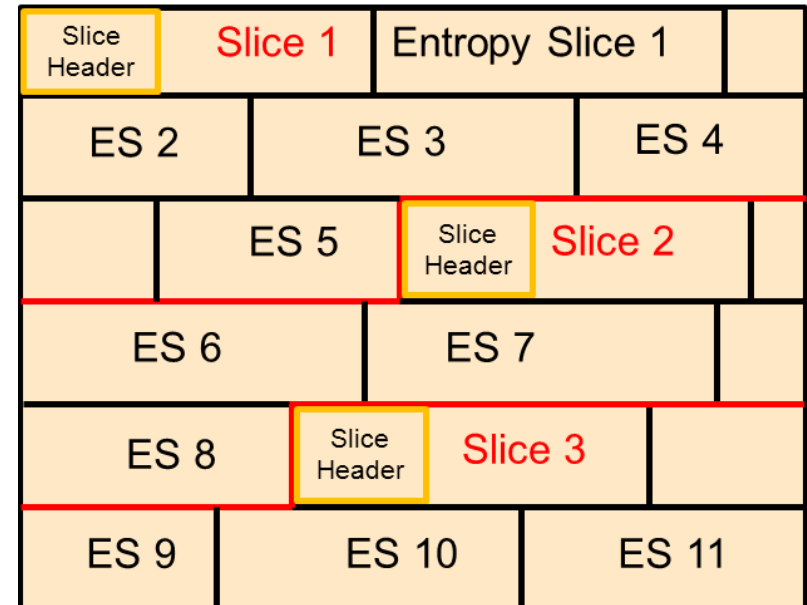 Slice
Header
Slice 1
Entropy Slice 1
ES 2
ES 3
ES 4
ES 5
Slice
Header
Slice 2
ES 6
ES 7
ES 8
Slice
Header
Slice 3
ES 9
ES 10
ES 11